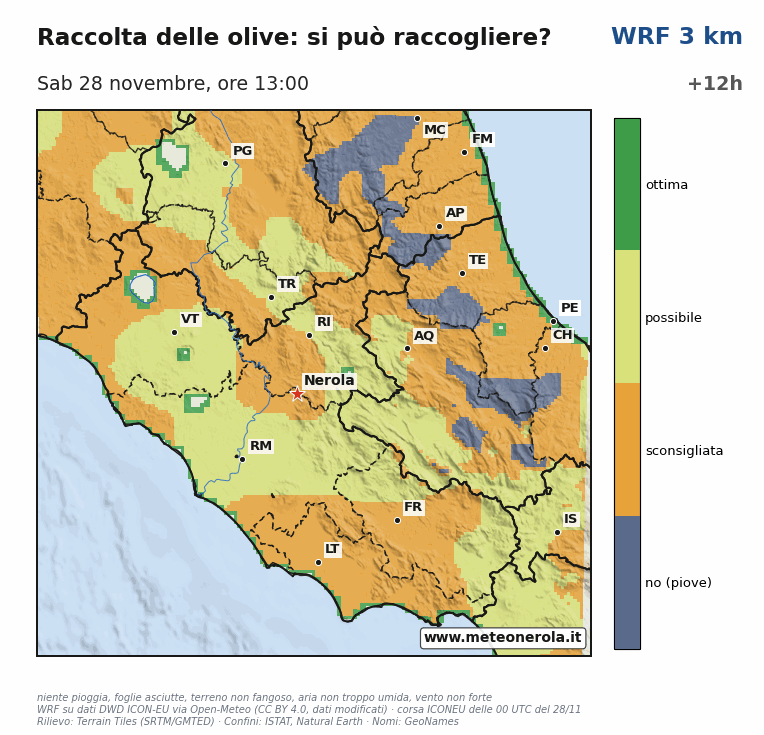 Raccolta delle olive: si può raccogliere?
WRF 3 km
Sab 28 novembre, ore 13:00
+12h
MC
FM
PG
AP
TE
TR
PE
VT
RI
AQ
CH
Nerola
RM
FR
IS
LT
www.meteonerola.it
ottima
possibile
sconsigliata
no (piove)
niente pioggia, foglie asciutte, terreno non fangoso, aria non troppo umida, vento non forte
WRF su dati DWD ICON-EU via Open-Meteo (CC BY 4.0, dati modificati) · corsa ICONEU delle 00 UTC del 28/11
Rilievo: Terrain Tiles (SRTM/GMTED) · Confini: ISTAT, Natural Earth · Nomi: GeoNames